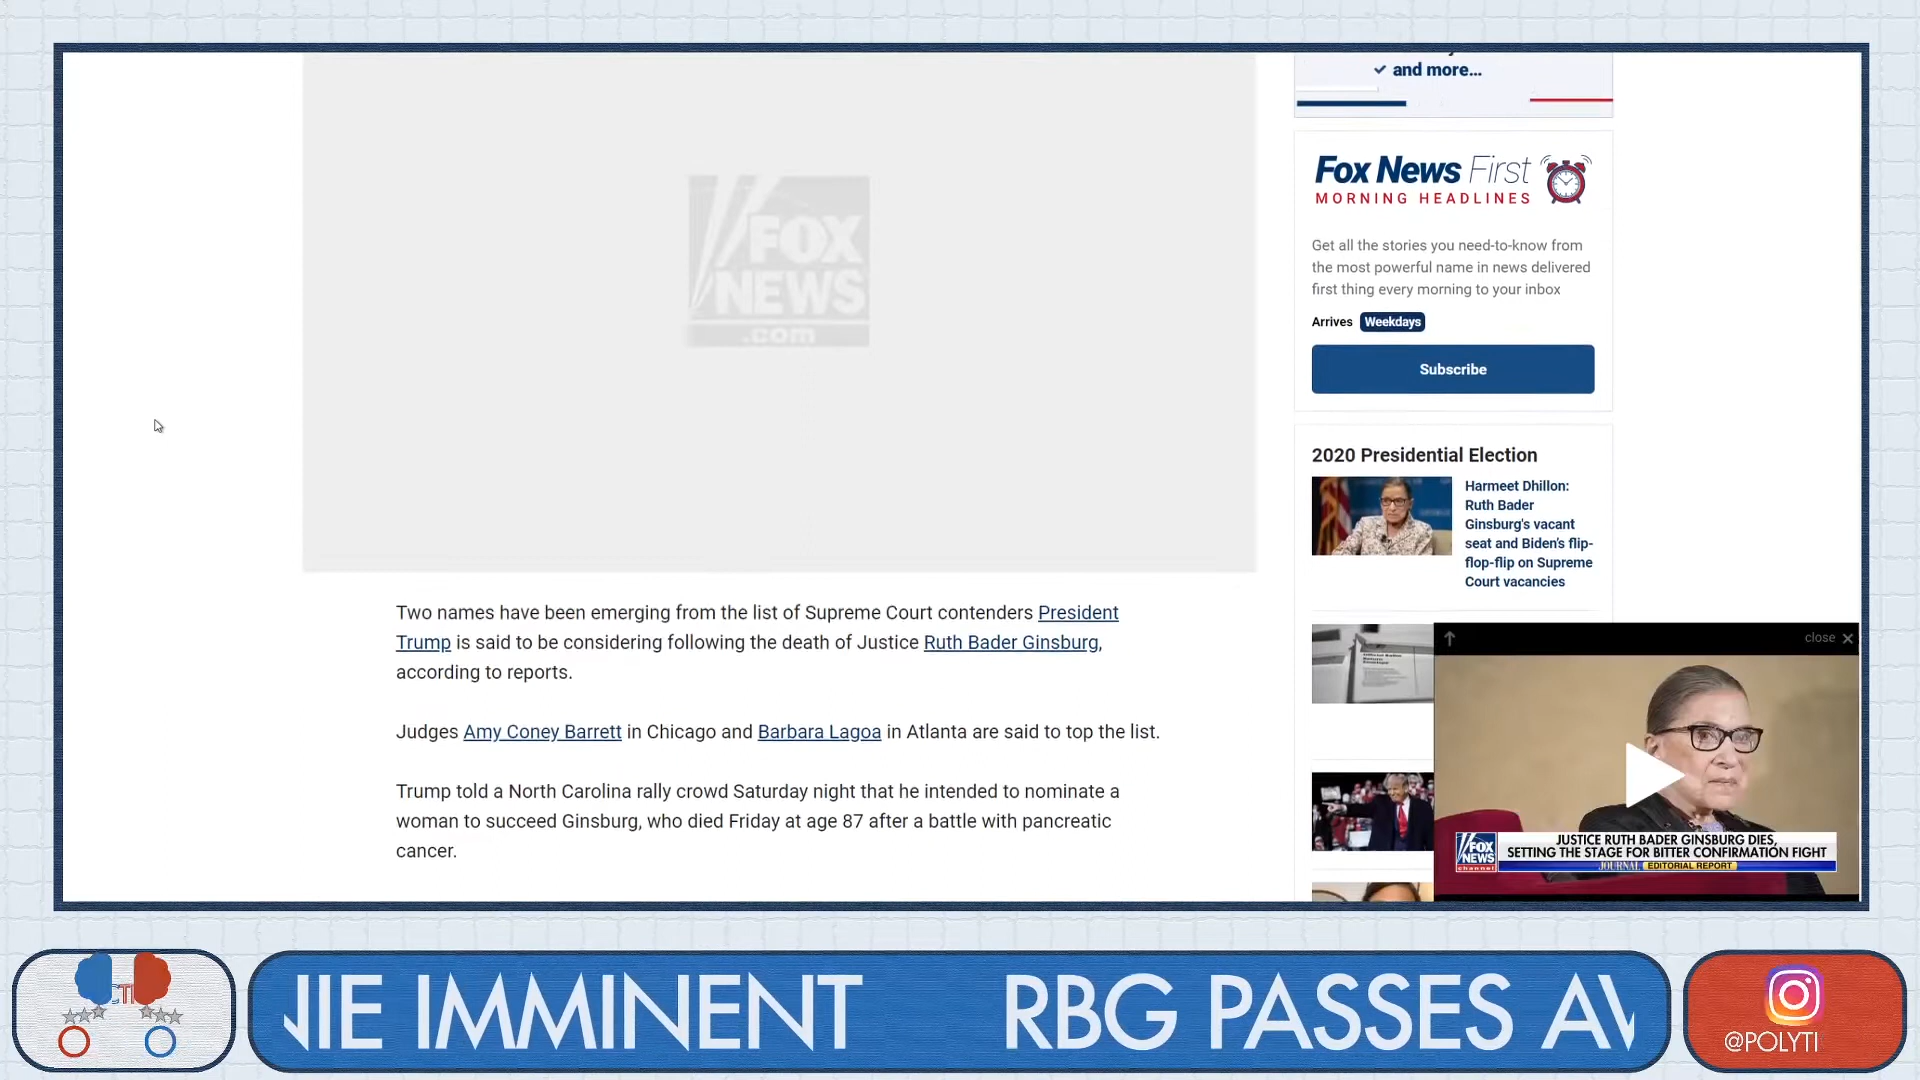 and more...
Fox News First
MORNING HEADLINES
Get all the stories you need-to-know from
the most powerful name in news delivered
first thing every morning to your inbox
Arrives Weekdays
Subscribe
FOX
NEWS
.com
2020 Presidential Election
Harmeet Dhillon:
Ruth Bader
Ginsburg's vacant
seat and Biden's flip-
flop-flip on Supreme
Court vacancies
Two names have been emerging from the list of Supreme Court contenders President
Trump is said to be considering following the death of Justice Ruth Bader Ginsburg,
according to reports.
Judges Amy Coney Barrett in Chicago and Barbara Lagoa in Atlanta are said to top the list.
Trump told a North Carolina rally crowd Saturday night that he intended to nominate a
woman to succeed Ginsburg, who died Friday at age 87 after a battle with pancreatic
cancer.
close
FOX
NEWS
channel
JUSTICE RUTH BADER GINSBURG DIES,
SETTING THE STAGE FOR BITTER CONFIRMATION FIGHT
JOURNAL EDITORIAL REPORT
NIE IMMINENT RBG PASSES AW
@POLYTI